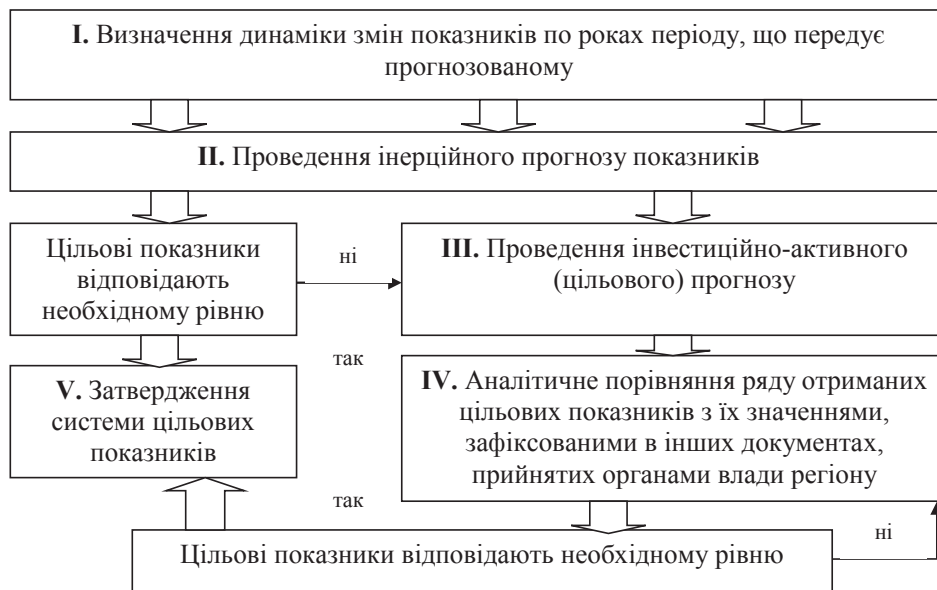 I. Визначення динаміки змін показників по роках періоду, що передує
прогнозованому
II. Проведення інерційного прогнозу показників
Цільові показники
відповідають
необхідному рівню
ні
III. Проведення інвестиційно-активного
(цільового) прогнозу
так
V. Затвердження
системи цільових
показників
IV. Аналітичне порівняння ряду отриманих
цільових показників з їх значеннями,
зафіксованими в інших документах,
прийнятих органами влади регіону
так
Цільові показники відповідають необхідному рівню
ні